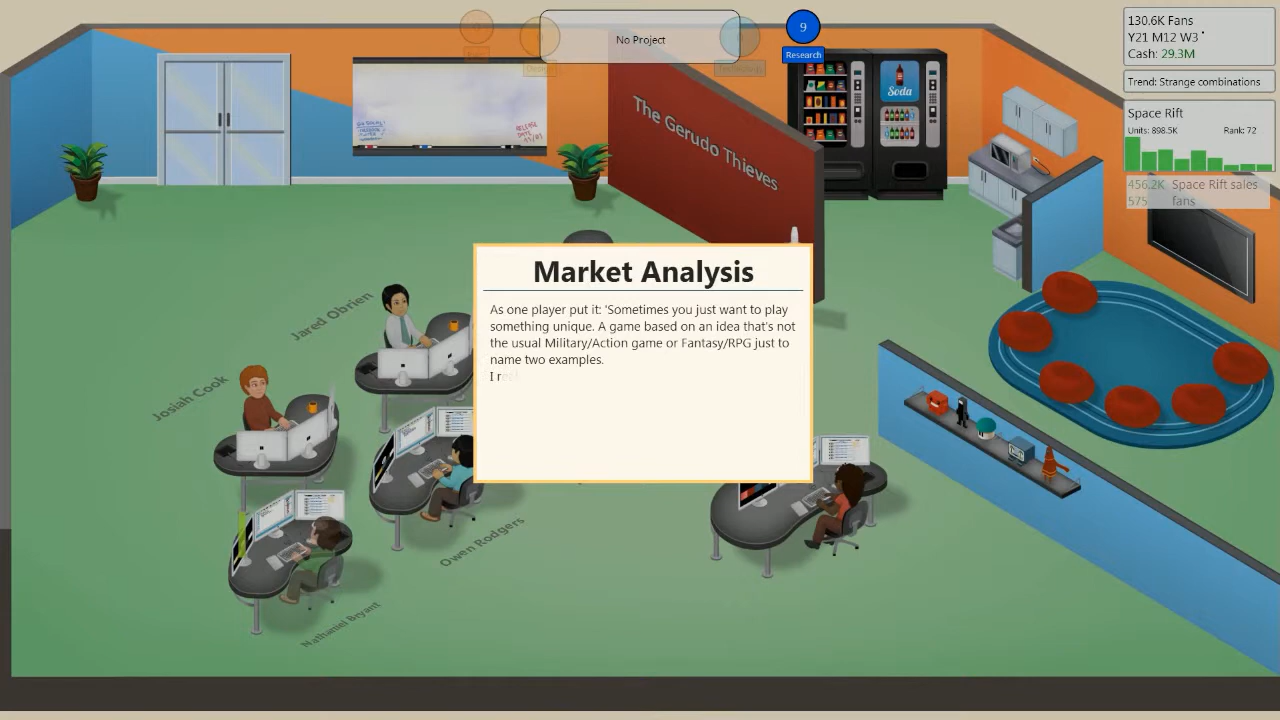 No Project
9
Research
130.6K Fans
Y21 M12 W3
Cash: 29.3M
Trend: Strange combinations
Space Rift
Units: 898.5K Rank: 72
456.2K Space Rift sales
575 fans
The Gerudo Thieves
Soda
Market Analysis
As one player put it: 'Sometimes you just want to play
something unique. A game based on an idea that's not
the usual Military/Action game or Fantasy/RPG just to
name two examples.
I r
Jared Obrien
Josiah Cook
Owen Rodgers
Nathaniel Bryant